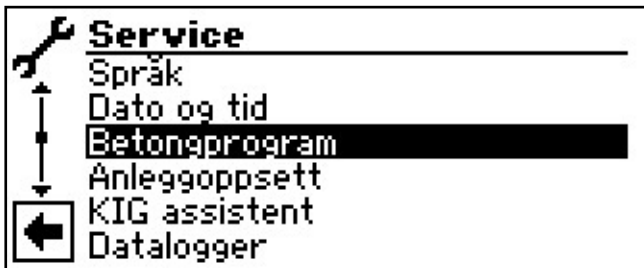 Service
Språk
Dato og tid
Betongprogram
Anleggoppsett
KIG assistent
Datalogger